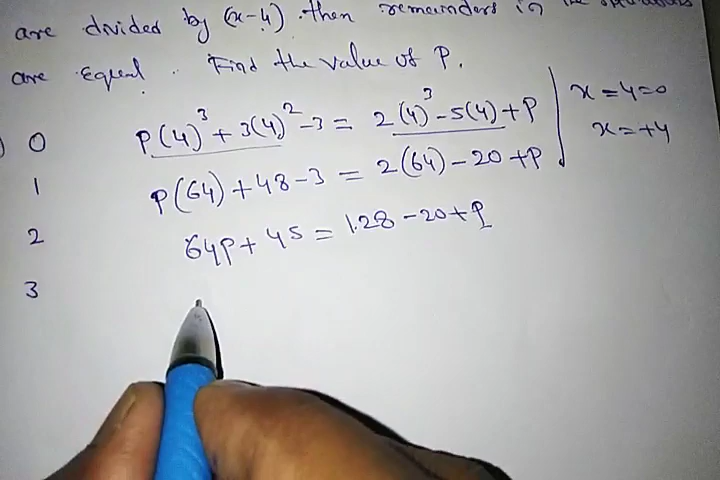 are divided by (x-4). then remainders in the
are equal. Find the value of P.
0 P(4)³ + 3(4)² - 3 = 2(4)³ - 5(4) + P x = 4 = 0
1 P(64) + 48 - 3 = 2(64) - 20 + P x = +4
2 64P + 45 = 128 - 20 + P
3